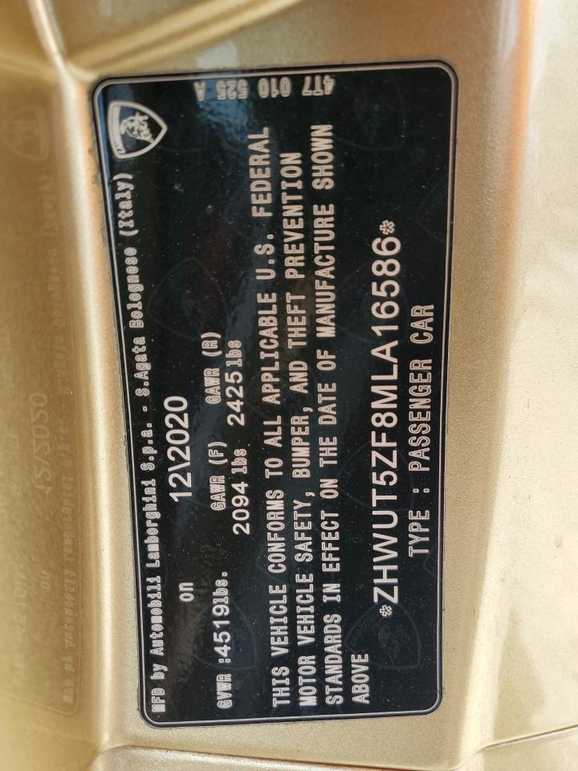 4T7 010 525 A
MFD by Automobili Lamborghini S.p.a. - S.Agata Bolognese (Italy)
on 12\2020
GVWR :4519lbs. GAWR (F) 2094 lbs GAWR (R) 2425 lbs
THIS VEHICLE CONFORMS TO ALL APPLICABLE U.S. FEDERAL
MOTOR VEHICLE SAFETY, BUMPER, AND THEFT PREVENTION
STANDARDS IN EFFECT ON THE DATE OF MANUFACTURE SHOWN
ABOVE
*ZHWUT5ZF8MLA16586*
TYPE : PASSENGER CAR